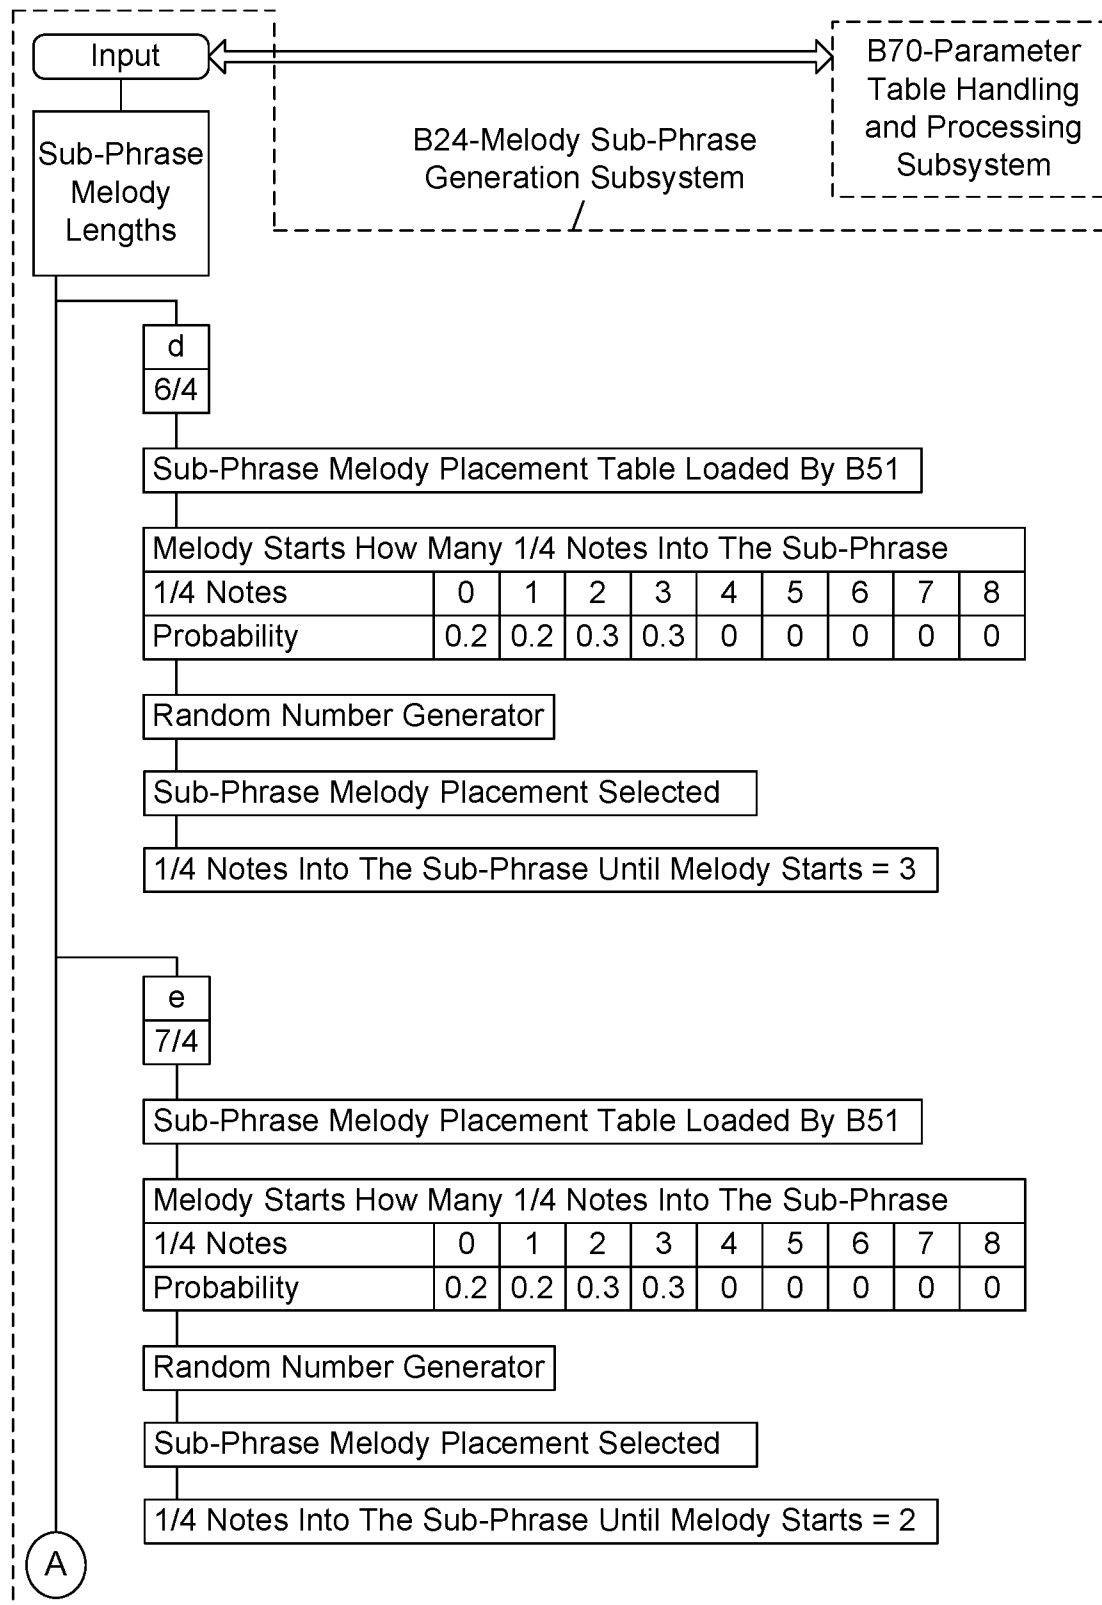 Input
B70-Parameter
Table Handling
and Processing
Subsystem
B24-Melody Sub-Phrase
Generation Subsystem
Sub-Phrase
Melody
Lengths
d
6/4
Sub-Phrase Melody Placement Table Loaded By B51
Melody Starts How Many 1/4 Notes Into The Sub-Phrase
1/4 Notes 0 1 2 3 4 5 6 7 8
Probability 0.2 0.2 0.3 0.3 0 0 0 0 0
Random Number Generator
Sub-Phrase Melody Placement Selected
1/4 Notes Into The Sub-Phrase Until Melody Starts = 3
e
7/4
Sub-Phrase Melody Placement Table Loaded By B51
Melody Starts How Many 1/4 Notes Into The Sub-Phrase
1/4 Notes 0 1 2 3 4 5 6 7 8
Probability 0.2 0.2 0.3 0.3 0 0 0 0 0
Random Number Generator
Sub-Phrase Melody Placement Selected
1/4 Notes Into The Sub-Phrase Until Melody Starts = 2
A